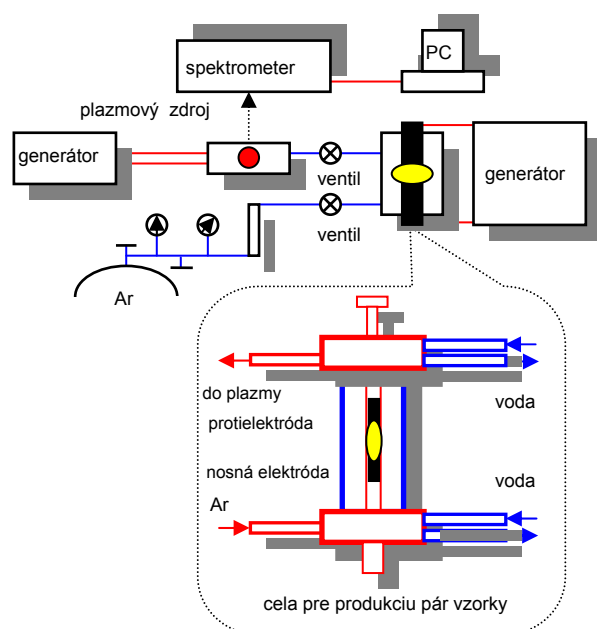 PC
spektrometer
plazmový zdroj
generátor
ventil
generátor
ventil
Ar
do plazmy
voda
protielektróda
nosná elektróda
voda
Ar
cela pre produkciu pár vzorky